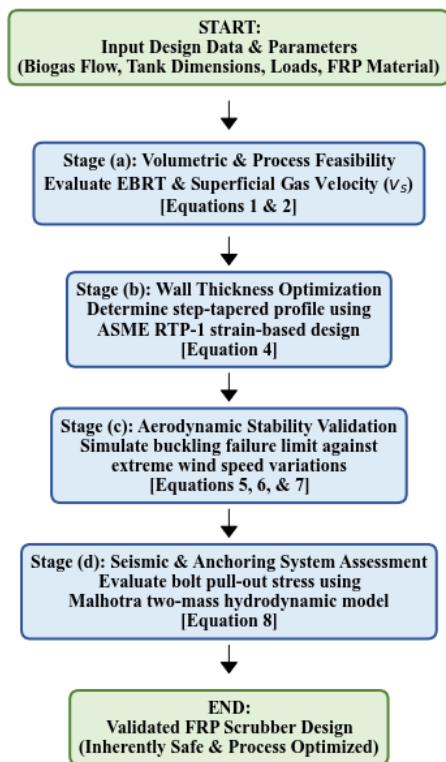 START:
Input Design Data & Parameters
(Biogas Flow, Tank Dimensions, Loads, FRP Material)
Stage (a): Volumetric & Process Feasibility
Evaluate EBRT & Superficial Gas Velocity (vS)
[Equations 1 & 2]
Stage (b): Wall Thickness Optimization
Determine step-tapered profile using
ASME RTP-1 strain-based design
[Equation 4]
Stage (c): Aerodynamic Stability Validation
Simulate buckling failure limit against
extreme wind speed variations
[Equations 5, 6, & 7]
Stage (d): Seismic & Anchoring System Assessment
Evaluate bolt pull-out stress using
Malhotra two-mass hydrodynamic model
[Equation 8]
END:
Validated FRP Scrubber Design
(Inherently Safe & Process Optimized)